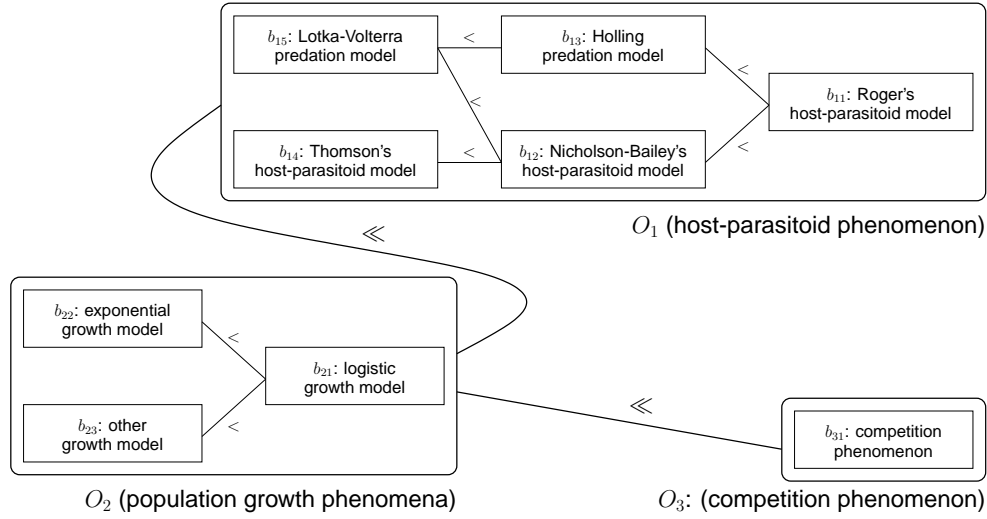 b₁₅: Lotka-Volterra
predation model
<
b₁₃: Holling
predation model
<
b₁₁: Roger's
host-parasitoid model
<
b₁₄: Thomson's
host-parasitoid model
<
b₁₂: Nicholson-Bailey's
host-parasitoid model
<
O₁ (host-parasitoid phenomenon)
≪
b₂₂: exponential
growth model
<
b₂₁: logistic
growth model
b₂₃: other
growth model
<
≪
b₃₁: competition
phenomenon
O₂ (population growth phenomena)
O₃: (competition phenomenon)